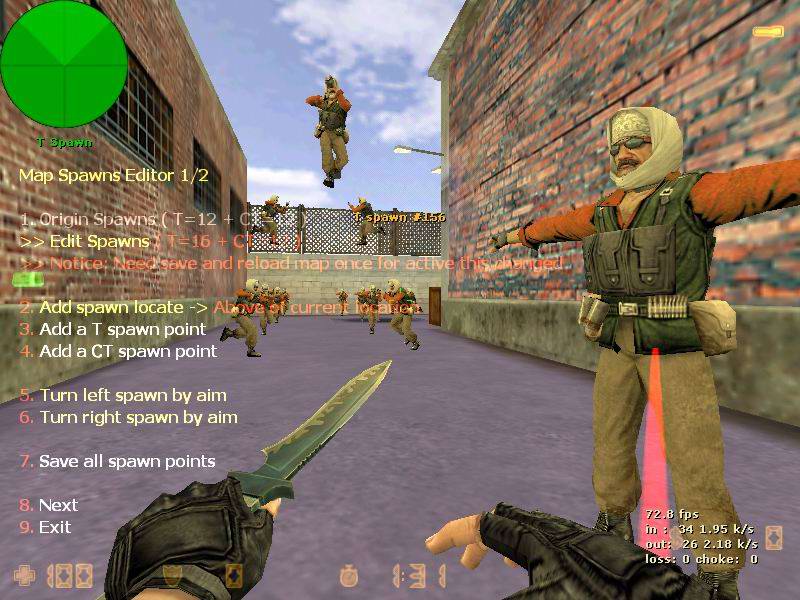 T Spawn
Map Spawns Editor 1/2
1. Origin Spawns ( T=12 + C
T spawn: #156
>> Edit Spawns ( T=16 + CT
>> Notice: Need save and reload map once for active this changed
2. Add spawn locate -> Above of current location
3. Add a T spawn point
4. Add a CT spawn point
5. Turn left spawn by aim
6. Turn right spawn by aim
7. Save all spawn points
8. Next
9. Exit
72.8 fps
in : 34 1.95 k/s
out: 26 2.18 k/s
loss: 0 choke: 0
100
0
1:31